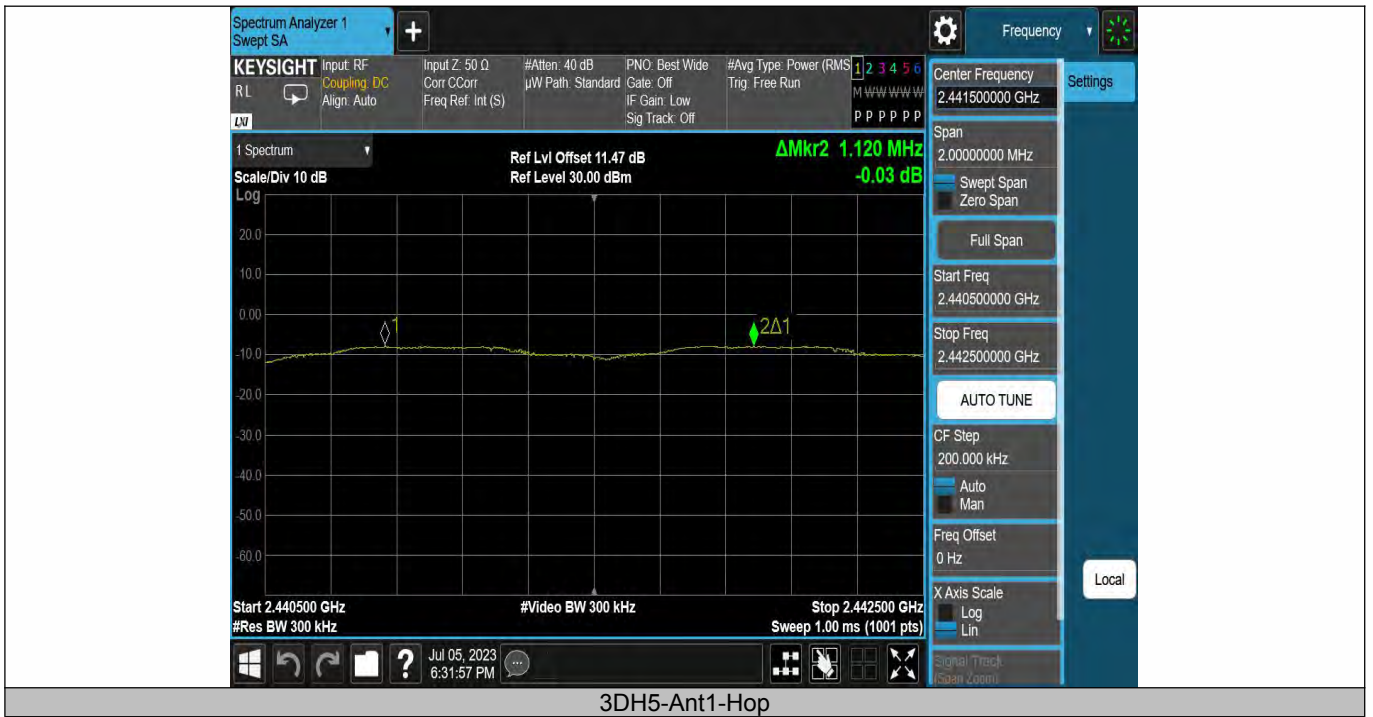 Spectrum Analyzer 1
Swept SA
+
Frequency
KEYSIGHT
RL
LXI
Input: RF
Coupling: DC
Align: Auto
Input Z: 50 Ω
Corr CCorr
Freq Ref: Int (S)
#Atten: 40 dB
µW Path: Standard
PNO: Best Wide
Gate: Off
IF Gain: Low
Sig Track: Off
#Avg Type: Power (RMS
Trig: Free Run
1 2 3 4 5 6
M W W W W W
P P P P P P
Center Frequency
2.441500000 GHz
Settings
1 Spectrum
Scale/Div 10 dB
Log
Ref Lvl Offset 11.47 dB
Ref Level 30.00 dBm
ΔMkr2 1.120 MHz
-0.03 dB
20.0
10.0
0.00
-10.0
-20.0
-30.0
-40.0
-50.0
-60.0
1
2Δ1
Span
2.00000000 MHz
Swept Span
Zero Span
Full Span
Start Freq
2.440500000 GHz
Stop Freq
2.442500000 GHz
AUTO TUNE
CF Step
200.000 kHz
Auto
Man
Freq Offset
0 Hz
X Axis Scale
Log
Lin
Signal Track
(Span Zoom)
Local
Start 2.440500 GHz
#Res BW 300 kHz
#Video BW 300 kHz
Stop 2.442500 GHz
Sweep 1.00 ms (1001 pts)
?
Jul 05, 2023
6:31:57 PM
3DH5-Ant1-Hop